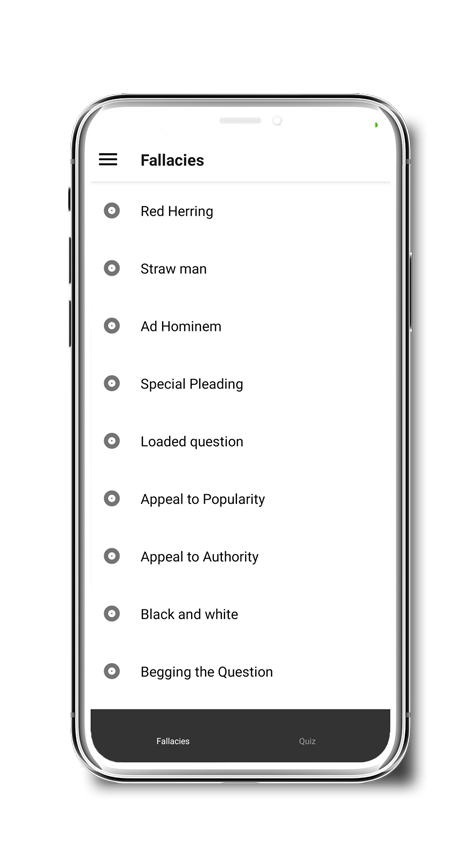 Fallacies
Red Herring
Straw man
Ad Hominem
Special Pleading
Loaded question
Appeal to Popularity
Appeal to Authority
Black and white
Begging the Question
Fallacies
Quiz